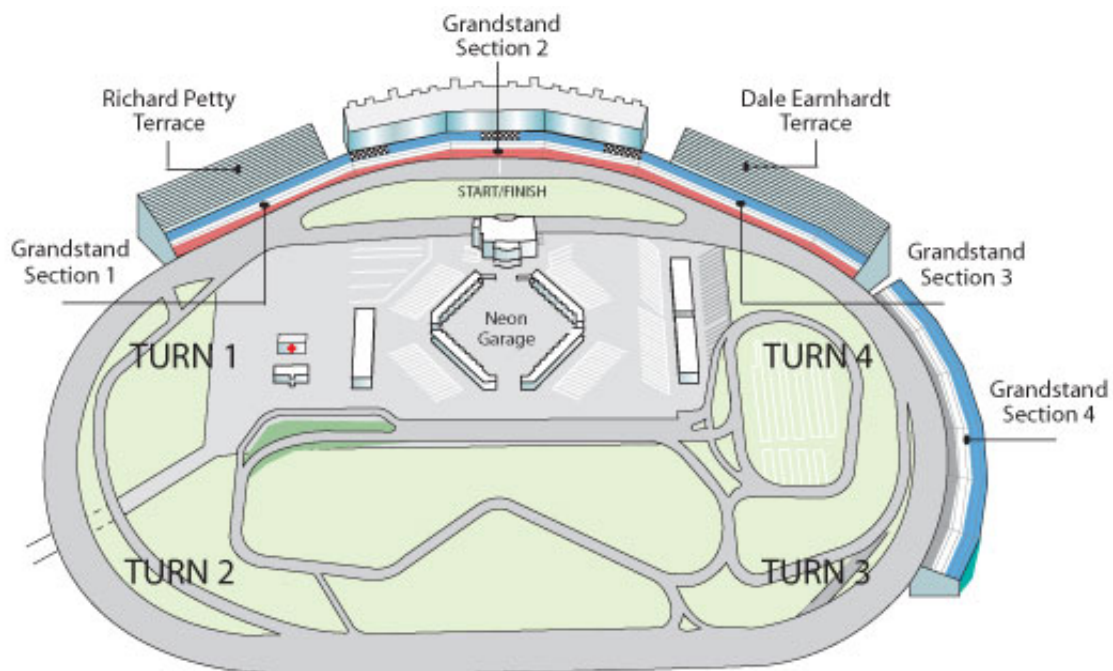 Grandstand
Section 2
Richard Petty
Terrace
Dale Earnhardt
Terrace
START/FINISH
Grandstand
Section 1
Grandstand
Section 3
Neon
Garage
TURN 1
TURN 4
Grandstand
Section 4
TURN 2
TURN 3